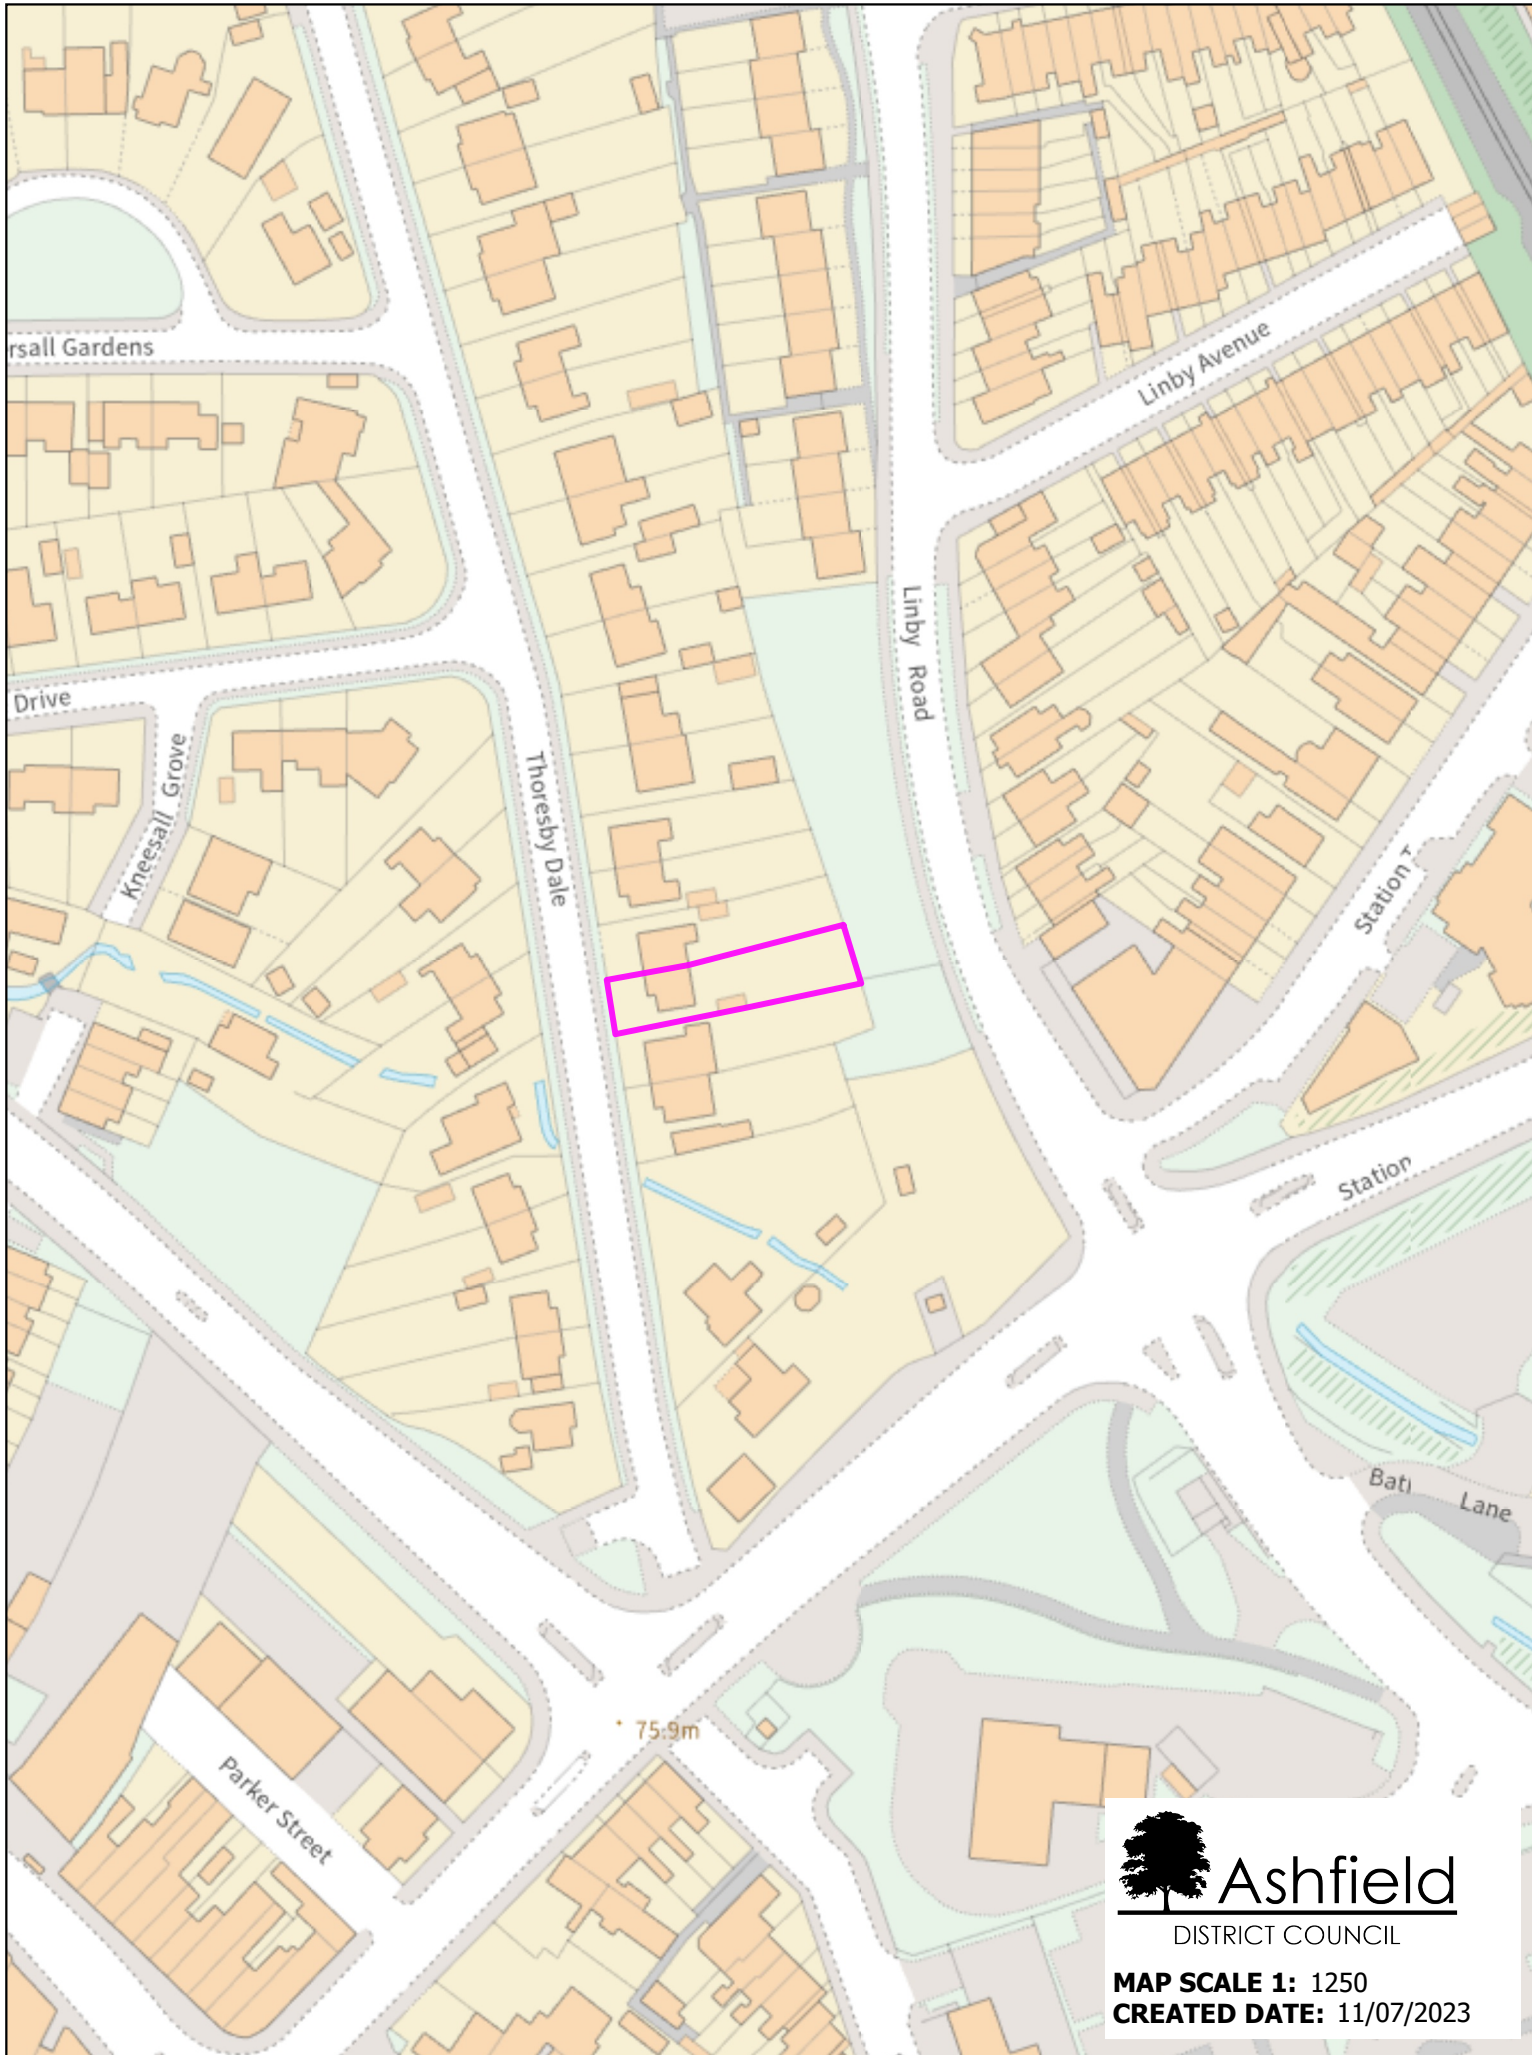 rsall Gardens
Linby Avenue
Linby Road
Drive
Kneesall Grove
Thoresby Dale
Station
Station
Bath Lane
75.9m
Parker Street
Ashfield
DISTRICT COUNCIL
MAP SCALE 1: 1250
CREATED DATE: 11/07/2023